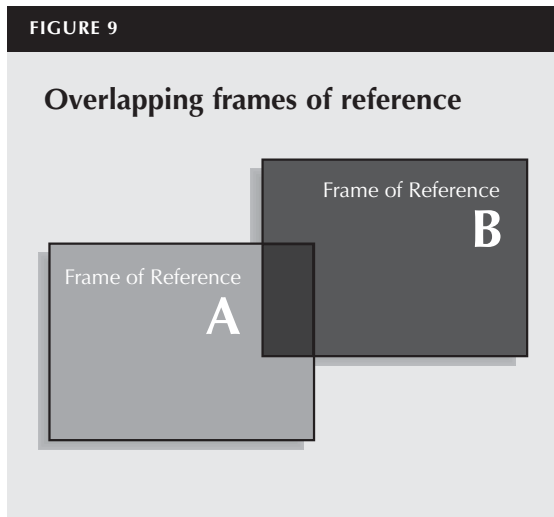 FIGURE 9
Overlapping frames of reference
Frame of Reference
B
Frame of Reference
A